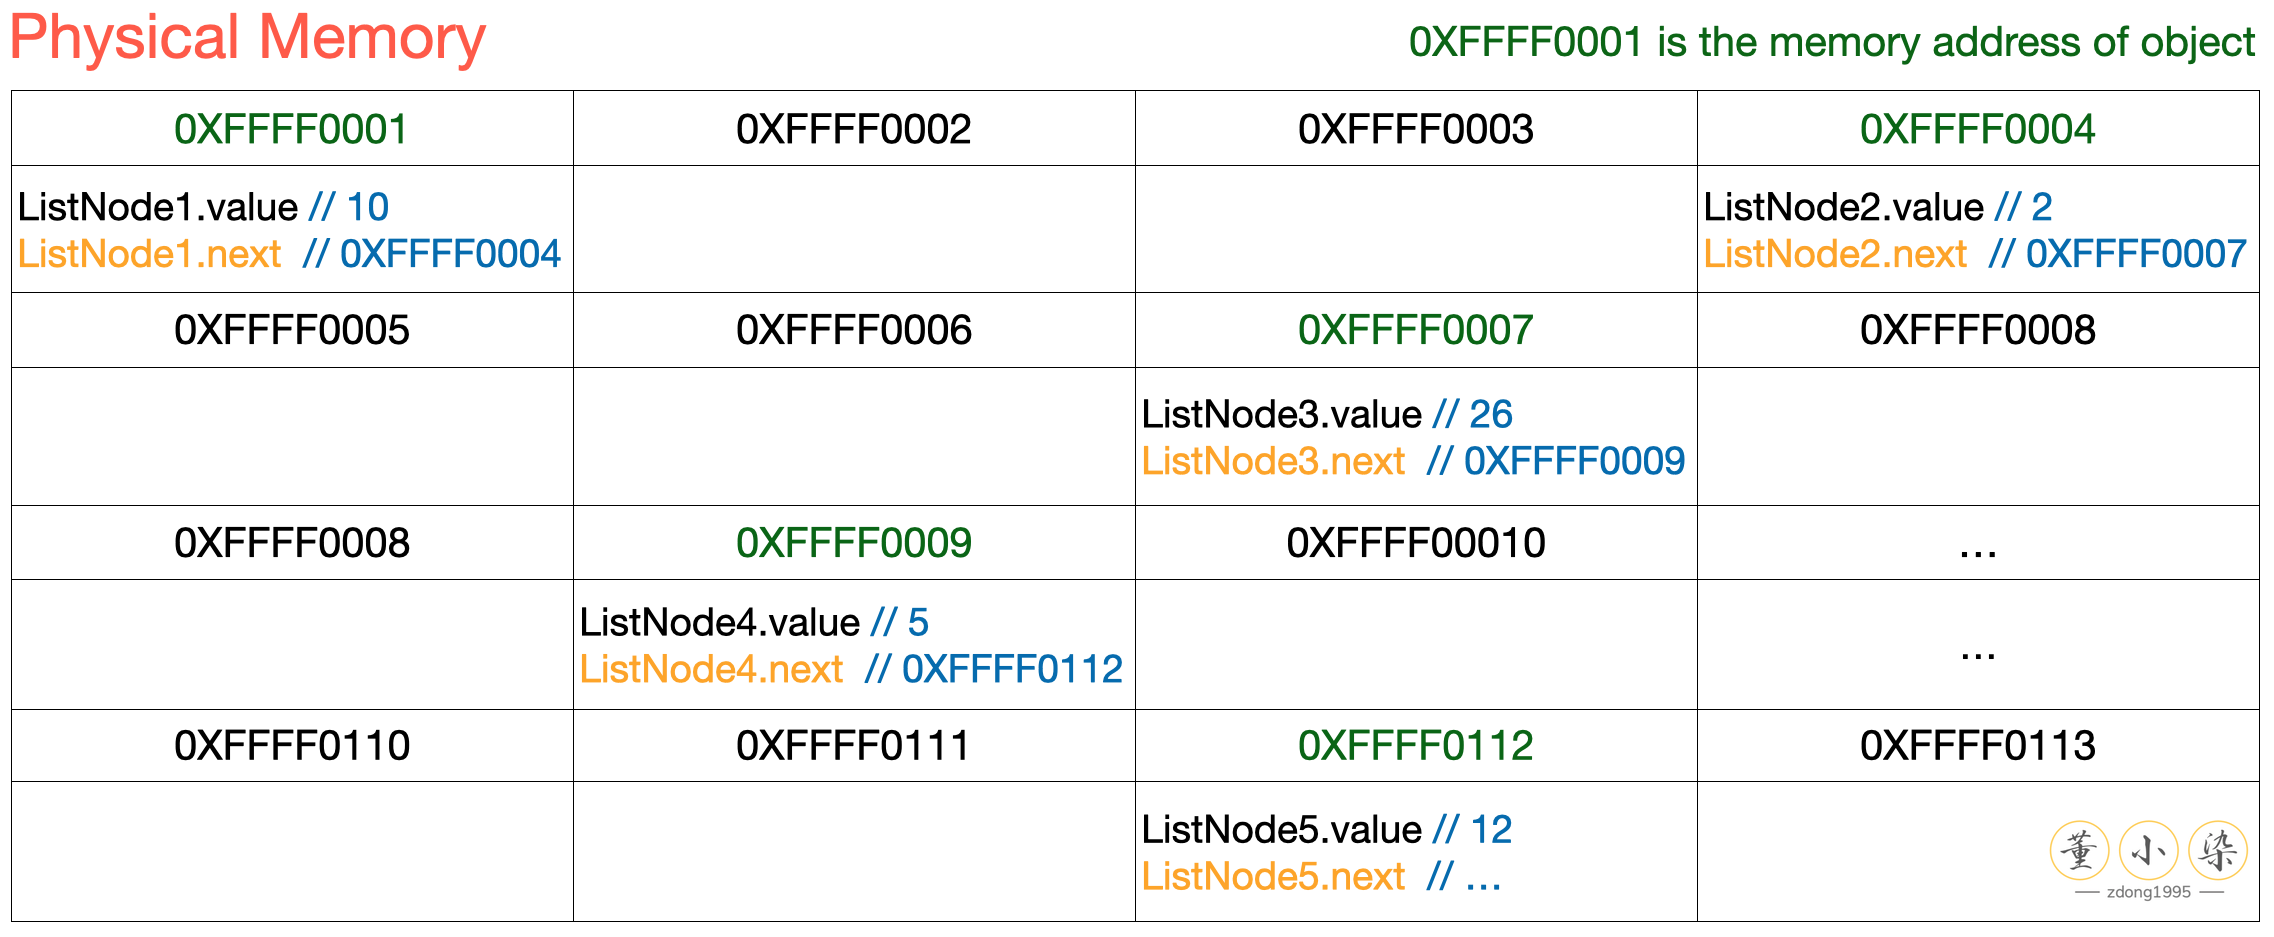 Physical Memory
0XFFFF0001 is the memory address of object
0XFFFF0001
0XFFFF0002
0XFFFF0003
0XFFFF0004
ListNode1.value // 10
ListNode1.next // 0XFFFF0004
ListNode2.value // 2
ListNode2.next // 0XFFFF0007
0XFFFF0005
0XFFFF0006
0XFFFF0007
0XFFFF0008
ListNode3.value // 26
ListNode3.next // 0XFFFF0009
0XFFFF0008
0XFFFF0009
0XFFFF00010
...
ListNode4.value // 5
ListNode4.next // 0XFFFF0112
...
0XFFFF0110
0XFFFF0111
0XFFFF0112
0XFFFF0113
ListNode5.value // 12
ListNode5.next // ...
董小染
zdong1995